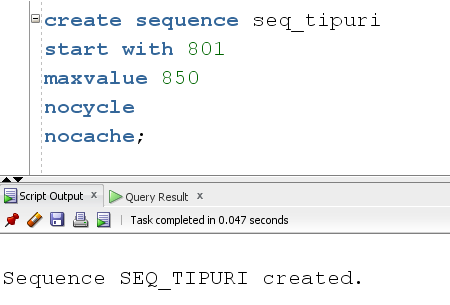 create sequence seq_tipuri
start with 801
maxvalue 850
nocycle
nocache;
Script Output x Query Result x
Task completed in 0.047 seconds
Sequence SEQ_TIPURI created.